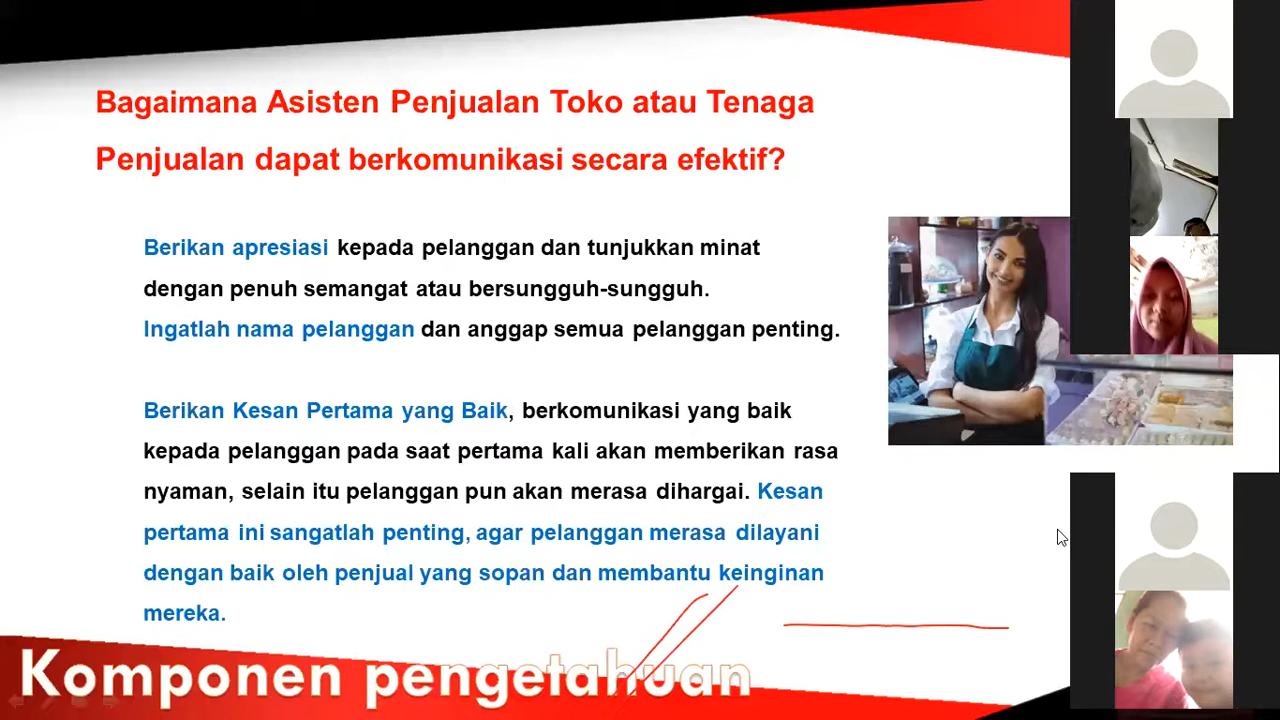 Bagaimana Asisten Penjualan Toko atau Tenaga
Penjualan dapat berkomunikasi secara efektif?
Berikan apresiasi kepada pelanggan dan tunjukkan minat
dengan penuh semangat atau bersungguh-sungguh.
Ingatlah nama pelanggan dan anggap semua pelanggan penting.
Berikan Kesan Pertama yang Baik, berkomunikasi yang baik
kepada pelanggan pada saat pertama kali akan memberikan rasa
nyaman, selain itu pelanggan pun akan merasa dihargai. Kesan
pertama ini sangatlah penting, agar pelanggan merasa dilayani
dengan baik oleh penjual yang sopan dan membantu keinginan
mereka.
Komponen pengetahuan